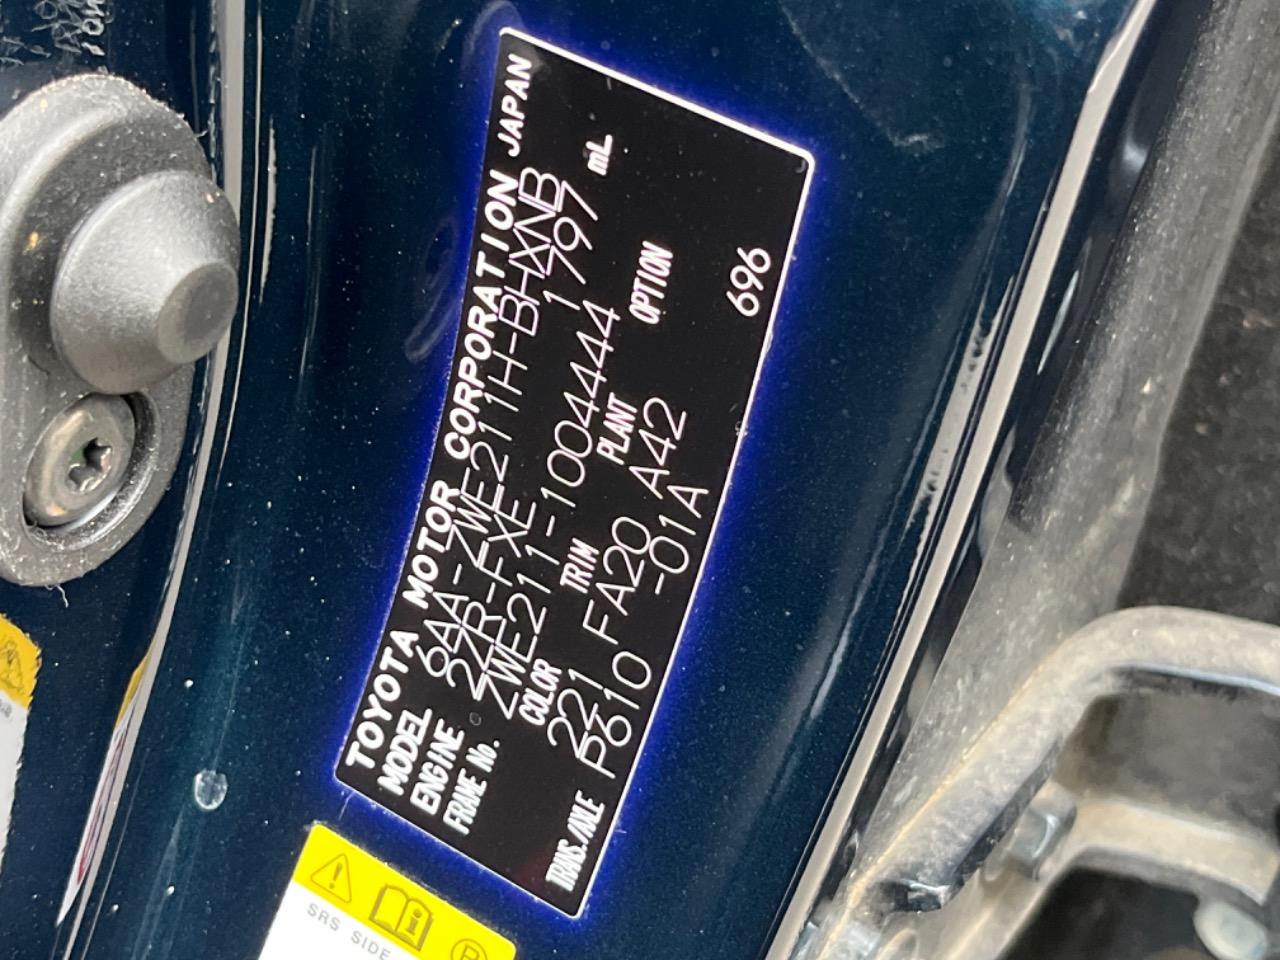 TOYOTA MOTOR CORPORATION JAPAN
MODEL 6AA-ZWE211H-BHXNB
ENGINE 2ZR-FXE 1797 mL
FRAME No. ZWE211-1004444
COLOR TRIM PLANT OPTION
221 FA20 A42 696
TRANS./AXLE P610 -01A
SRS SIDE